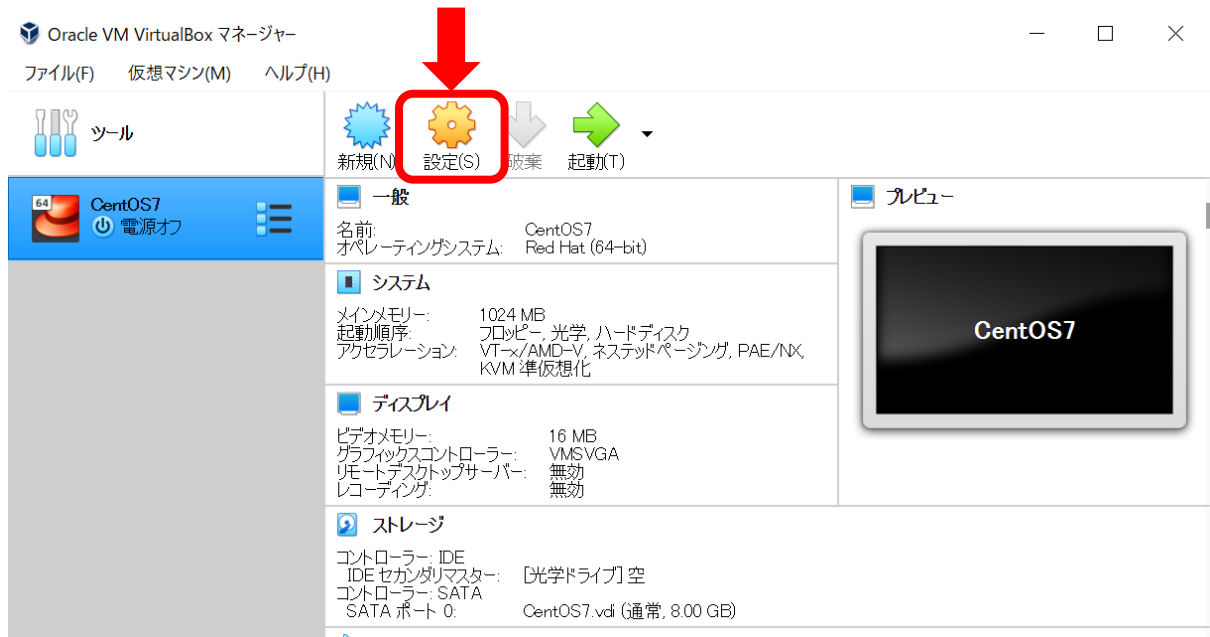 Oracle VM VirtualBox マネージャー
ファイル(F) 仮想マシン(M) ヘルプ(H)
ツール
新規(N) 設定(S) 破棄 起動(T)
64 CentOS7
電源オフ
一般
名前: CentOS7
オペレーティングシステム: Red Hat (64-bit)
システム
メインメモリー: 1024 MB
起動順序: フロッピー, 光学, ハードディスク
アクセラレーション: VT-x/AMD-V, ネステッドページング, PAE/NX,
KVM 準仮想化
ディスプレイ
ビデオメモリー: 16 MB
グラフィックスコントローラー: VMSVGA
リモートデスクトップサーバー: 無効
レコーディング: 無効
プレビュー
CentOS7
ストレージ
コントローラー: IDE
IDE セカンダリマスター: [光学ドライブ] 空
コントローラー: SATA
SATA ポート 0: CentOS7.vdi (通常, 8.00 GB)